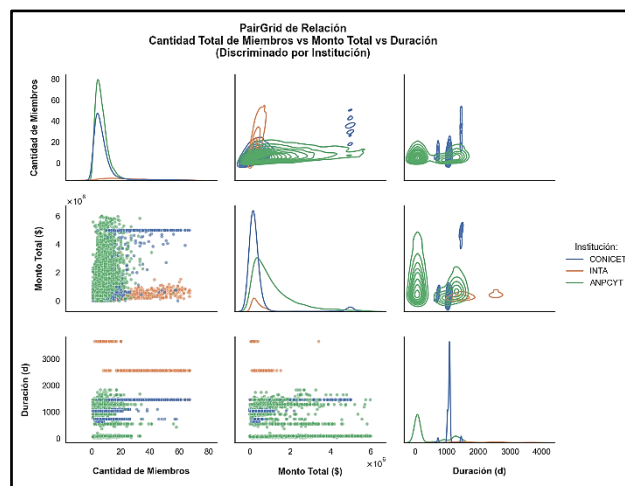 PairGrid de Relación
Cantidad Total de Miembros vs Monto Total vs Duración
(Discriminado por Institución)
Cantidad de Miembros
80
60
40
20
0
×10⁶
Monto Total ($)
6
4
2
0
Institución:
CONICET
INTA
ANPCYT
Duración (d)
3000
2000
1000
0
0 20 40 60 80
0 2 4 6
×10⁶
0 1000 2000 3000 4000
Cantidad de Miembros
Monto Total ($)
Duración (d)